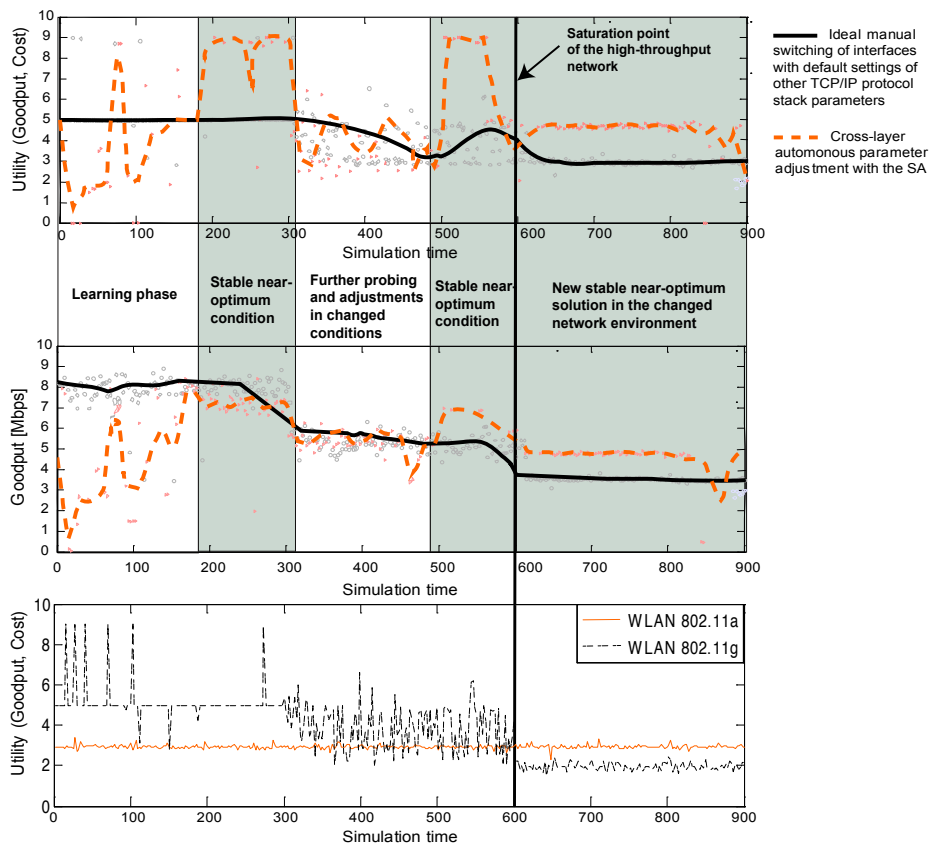 10
9
8
7
6
5
4
3
2
1
0
Utility (Goodput, Cost)
0 100 200 300 400 500 600 700 800 900
Simulation time
Saturation point
of the high-throughput
network
Ideal manual
switching of interfaces
with default settings of
other TCP/IP protocol
stack parameters
Cross-layer
automonous parameter
adjustment with the SA
Learning phase
Stable near-
optimum
condition
Further probing
and adjustments
in changed
conditions
Stable near-
optimum
condition
New stable near-optimum
solution in the changed
network environment
10
9
8
7
6
5
4
3
2
1
0
Goodput [Mbps]
0 100 200 300 400 500 600 700 800 900
Simulation time
10
8
6
4
2
0
Utility (Goodput, Cost)
WLAN 802.11a
WLAN 802.11g
0 100 200 300 400 500 600 700 800 900
Simulation time